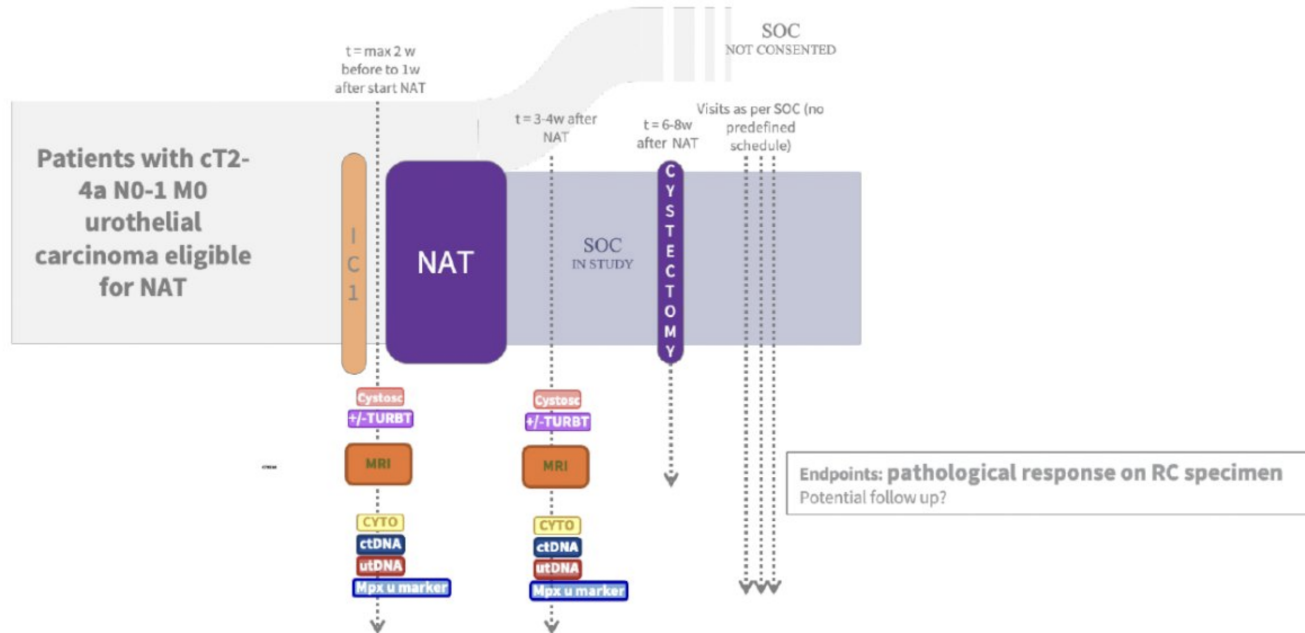 SOC
NOT CONSENTED
t = max 2 w
before to 1w
after start NAT
t = 3-4w after
NAT
t = 6-8w
after NAT
Visits as per SOC (no
predefined
schedule)
Patients with cT2-
4a N0-1 M0
urothelial
carcinoma eligible
for NAT
IC1
NAT
SOC
IN STUDY
CYSTECTOMY
Cystosc
+/-TURBT
MRI
CYTO
ctDNA
utDNA
Mpx u marker
Cystosc
+/-TURBT
MRI
CYTO
ctDNA
utDNA
Mpx u marker
Endpoints: pathological response on RC specimen
Potential follow up?